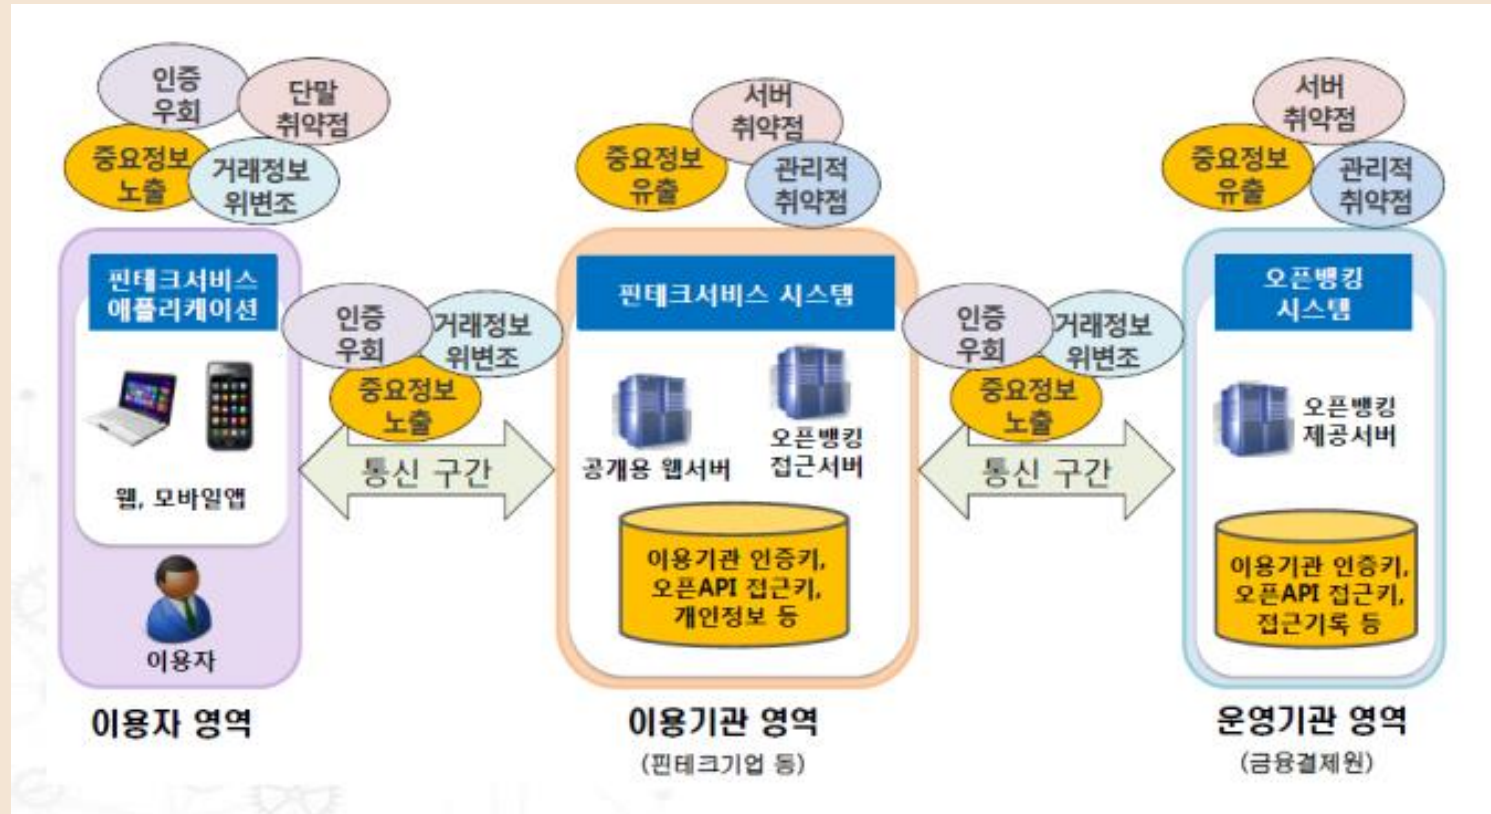 인증
우회
단말
취약점
중요정보
노출
거래정보
위변조
서버
취약점
중요정보
유출
관리적
취약점
서버
취약점
중요정보
유출
관리적
취약점
핀테크서비스
애플리케이션
웹, 모바일앱
이용자
이용자 영역
인증
우회
거래정보
위변조
중요정보
노출
통신 구간
핀테크서비스 시스템
공개용 웹서버
오픈뱅킹
접근서버
이용기관 인증키,
오픈API 접근키,
개인정보 등
이용기관 영역
(핀테크기업 등)
인증
우회
거래정보
위변조
중요정보
노출
통신 구간
오픈뱅킹
시스템
오픈뱅킹
제공서버
이용기관 인증키,
오픈API 접근키,
접근기록 등
운영기관 영역
(금융결제원)